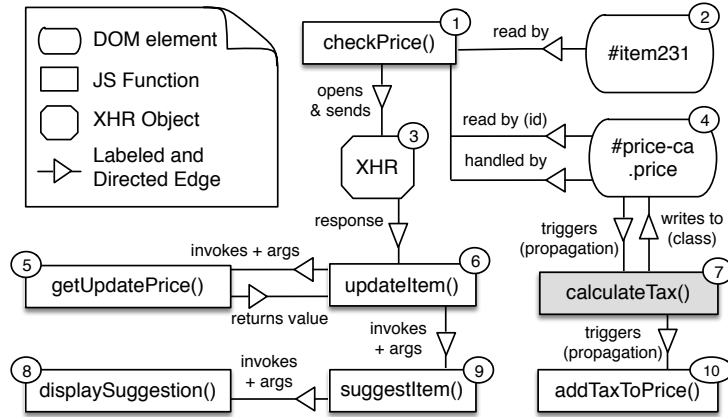 DOM element
JS Function
XHR Object
Labeled and
Directed Edge
1
checkPrice()
read by
2
#item231
opens
& sends
3
XHR
read by (id)
handled by
4
#price-ca
.price
response
triggers
(propagation)
writes to
(class)
5
getUpdatePrice()
invokes + args
returns value
6
updateItem()
7
calculateTax()
invokes
+ args
triggers
(propagation)
8
displaySuggestion()
invokes
+ args
9
suggestItem()
10
addTaxToPrice()